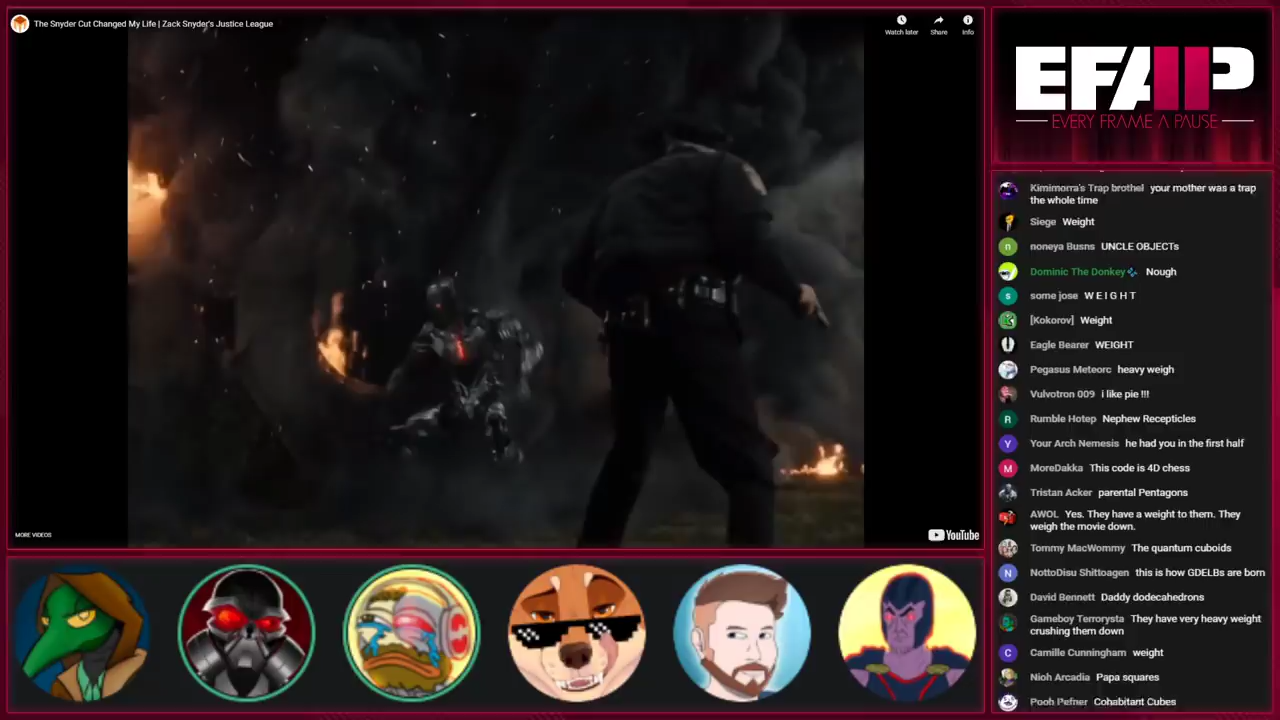 The Snyder Cut Changed My Life | Zack Snyder's Justice League
Watch later
Share
Info
MORE VIDEOS
YouTube
EFAP
EVERY FRAME A PAUSE
Kimimorra's Trap brothel your mother was a trap
the whole time
Siege Weight
noneya Busns UNCLE OBJECTs
Dominic The Donkey Nough
some jose W E I G H T
[Kokorov] Weight
Eagle Bearer WEIGHT
Pegasus Meteorc heavy weigh
Vulvotron 009 i like pie !!!
Rumble Hotep Nephew Recepticles
Your Arch Nemesis he had you in the first half
MoreDakka This code is 4D chess
Tristan Acker parental Pentagons
AWOL Yes. They have a weight to them. They
weigh the movie down.
Tommy MacWommy The quantum cuboids
NottoDisu Shittoagen this is how GDELBs are born
David Bennett Daddy dodecahedrons
Gameboy Terrorysta They have very heavy weight
crushing them down
Camille Cunningham weight
Nioh Arcadia Papa squares
Pooh Pefner Cohabitant Cubes